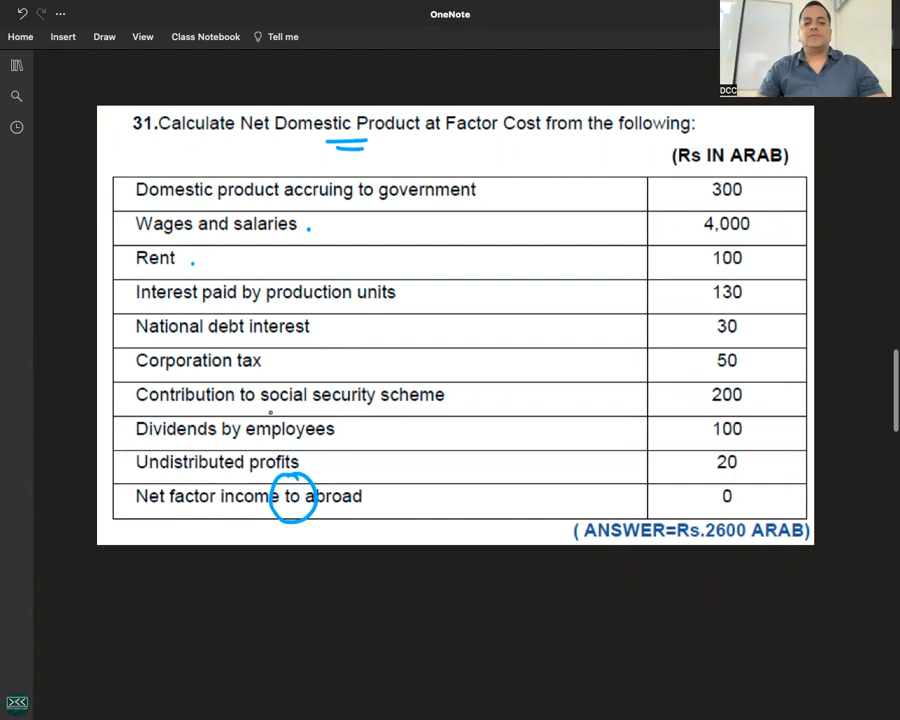 OneNote
Home Insert Draw View Class Notebook Tell me
DCC
31.Calculate Net Domestic Product at Factor Cost from the following:
(Rs IN ARAB)
Domestic product accruing to government 300
Wages and salaries 4,000
Rent 100
Interest paid by production units 130
National debt interest 30
Corporation tax 50
Contribution to social security scheme 200
Dividends by employees 100
Undistributed profits 20
Net factor income to abroad 0
( ANSWER=Rs.2600 ARAB)